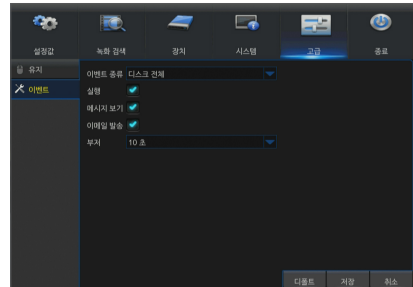 설정값 녹화 검색 장치 시스템 고급 종료
유지
이벤트
이벤트 종류 디스크 전체
실행
메시지 보기
이메일 발송
부저 10 초
디폴트 저장 취소